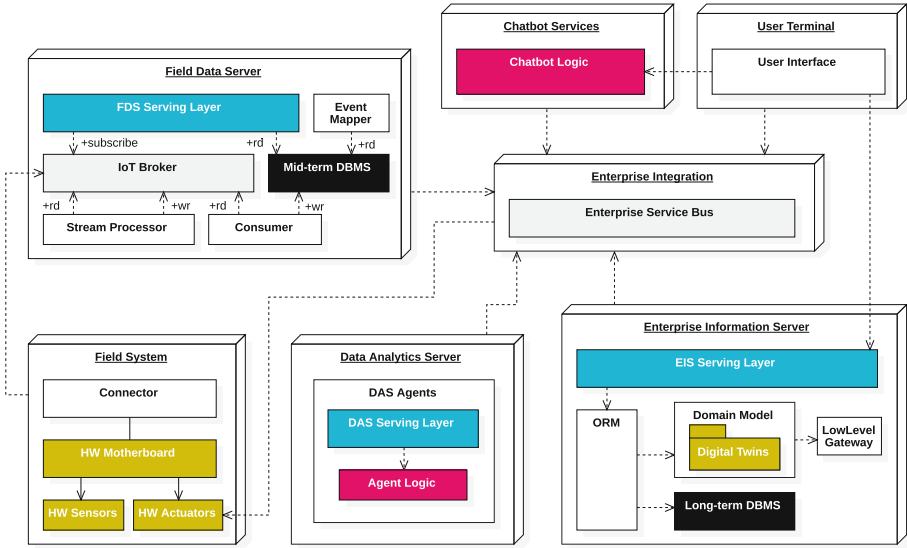 Chatbot Services
Chatbot Logic
User Terminal
User Interface
Field Data Server
FDS Serving Layer
Event
Mapper
+subscribe
+rd
+rd
IoT Broker
Mid-term DBMS
+rd
+wr
+rd
+wr
Stream Processor
Consumer
Enterprise Integration
Enterprise Service Bus
Field System
Connector
HW Motherboard
HW Sensors
HW Actuators
Data Analytics Server
DAS Agents
DAS Serving Layer
Agent Logic
Enterprise Information Server
EIS Serving Layer
ORM
Domain Model
Digital Twins
LowLevel
Gateway
Long-term DBMS